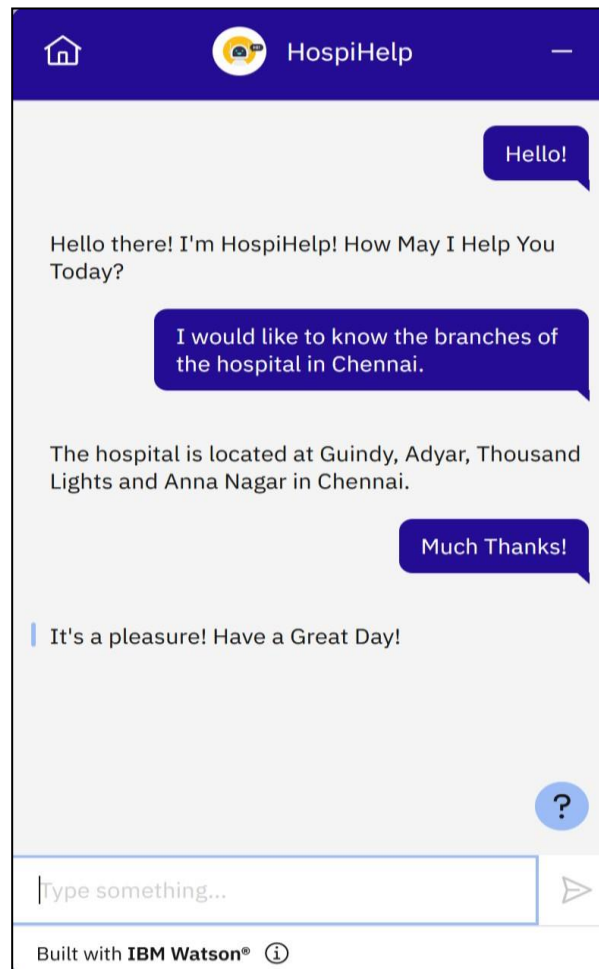 HospiHelp
Hello!
Hello there! I'm HospiHelp! How May I Help You
Today?
I would like to know the branches of
the hospital in Chennai.
The hospital is located at Guindy, Adyar, Thousand
Lights and Anna Nagar in Chennai.
Much Thanks!
It's a pleasure! Have a Great Day!
?
Type something...
Built with IBM Watson®